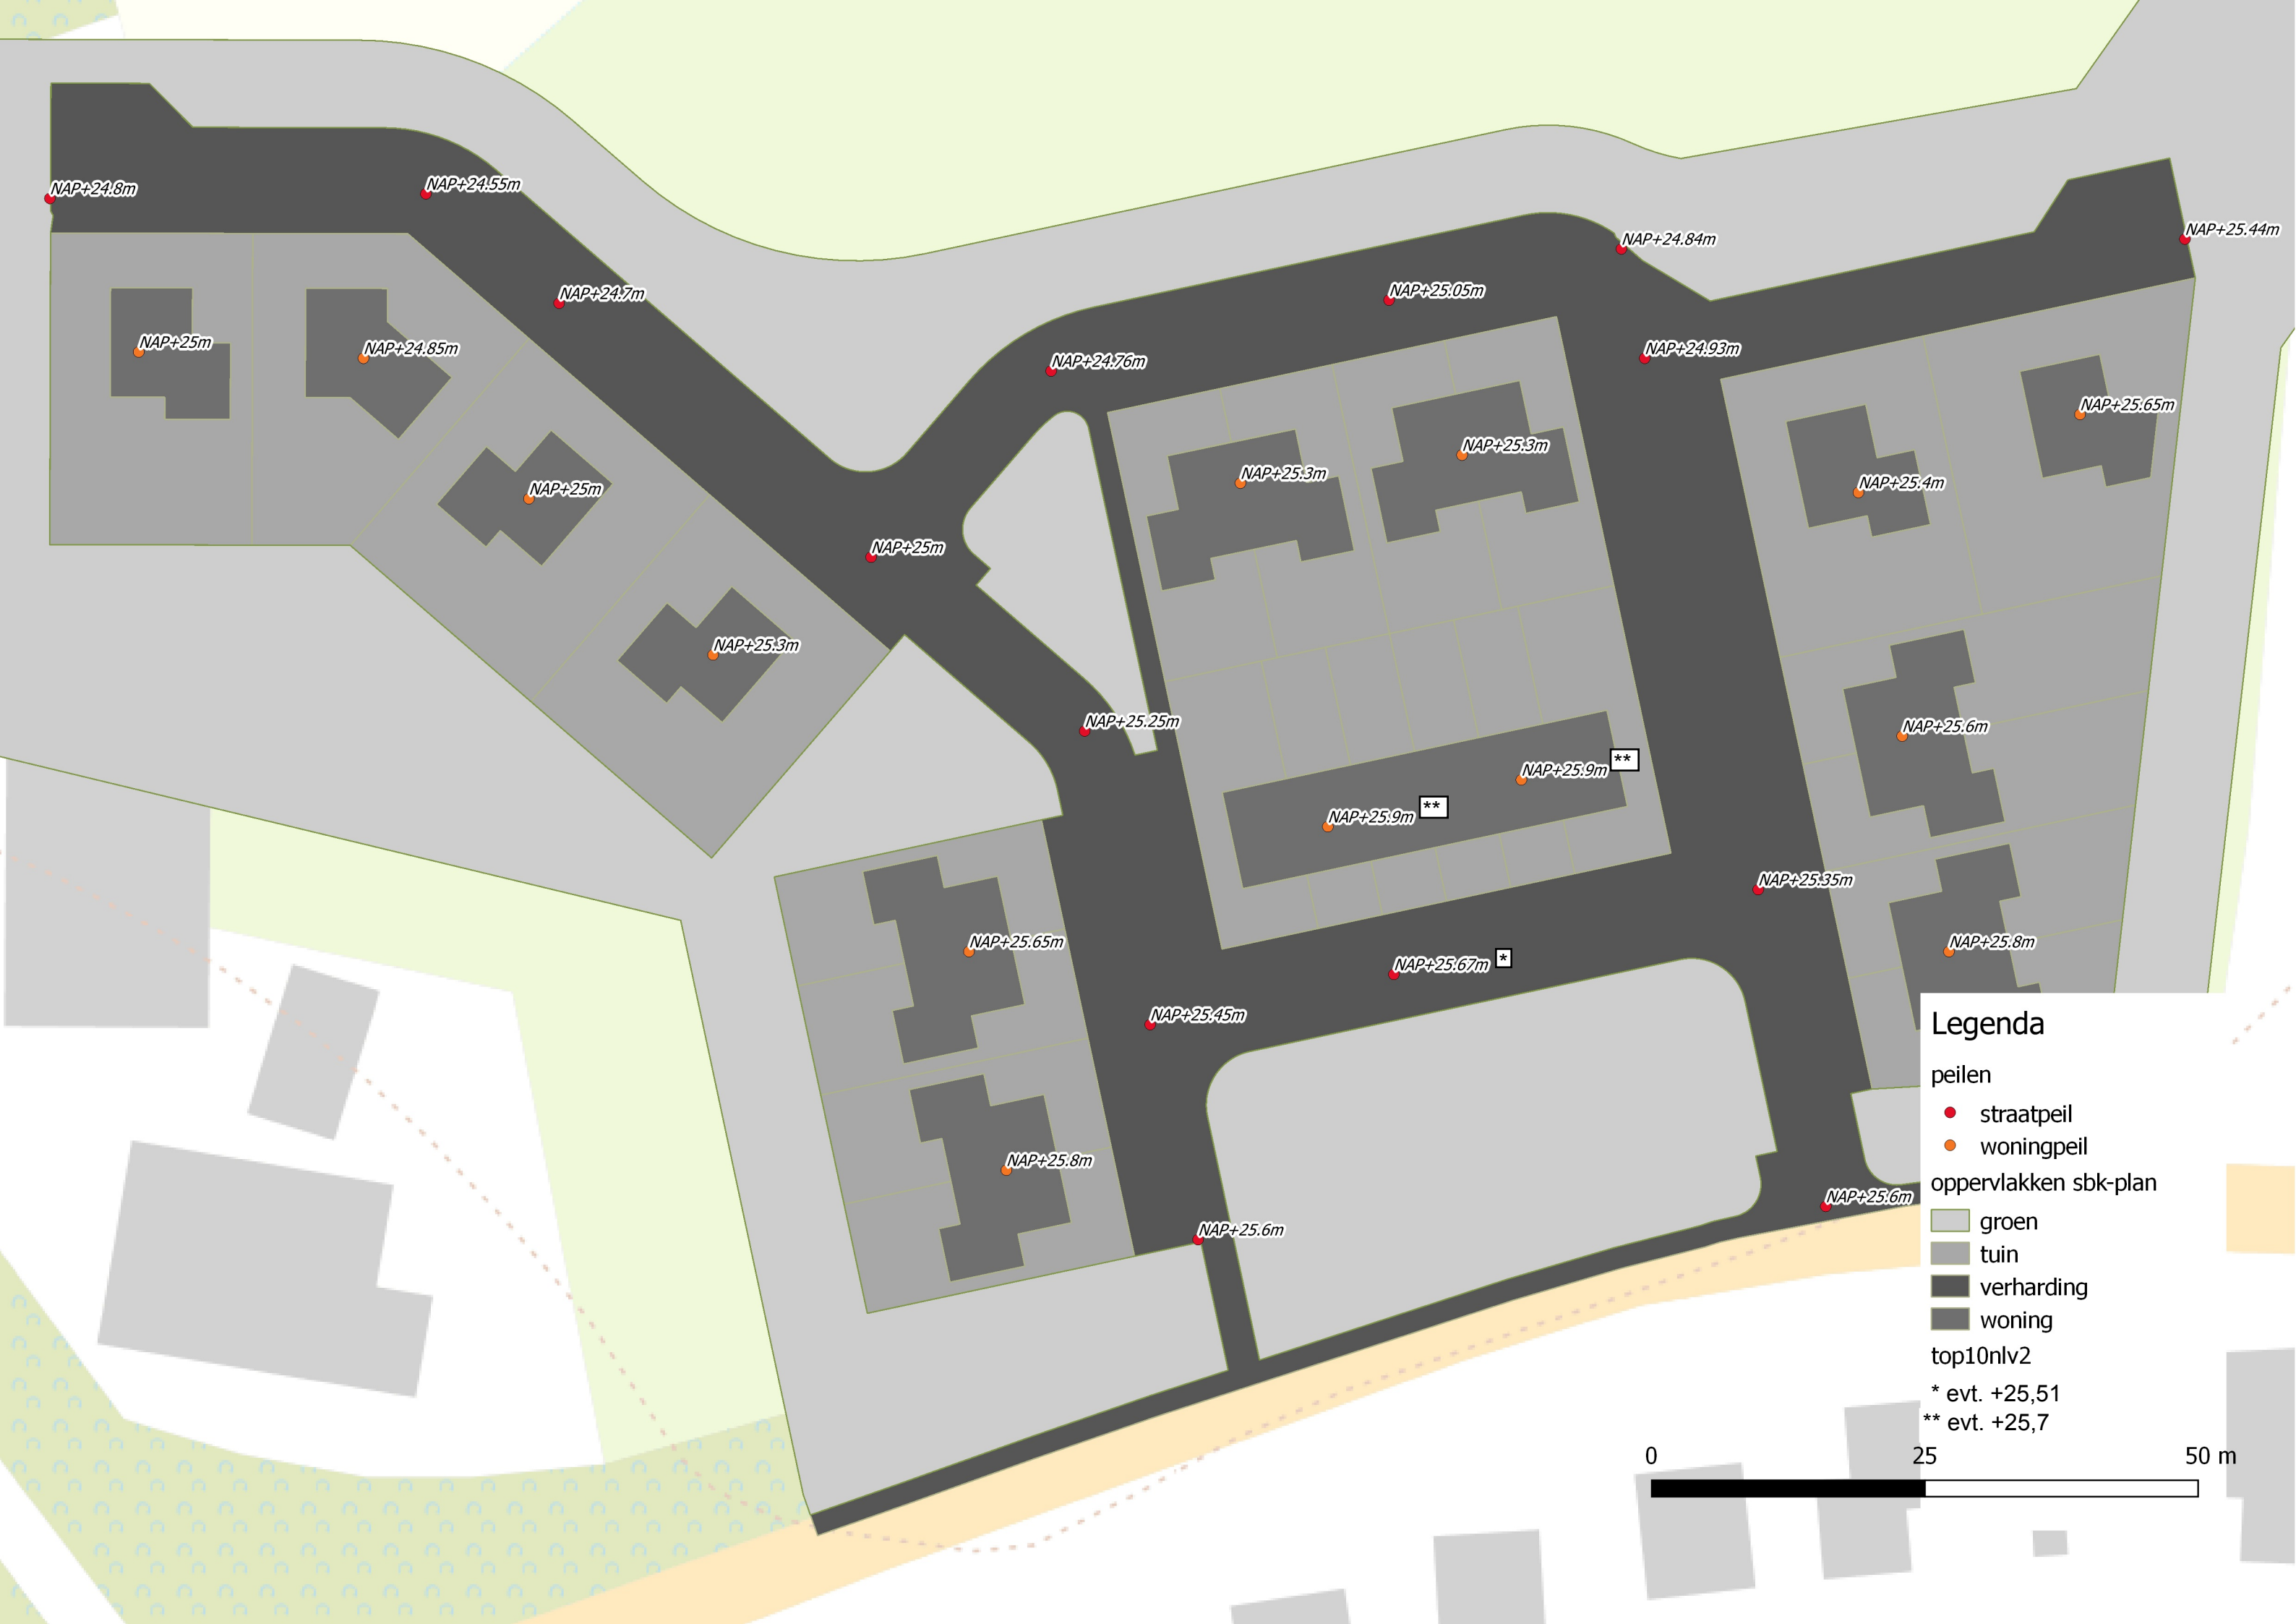 NAP+24.8m
NAP+24.55m
NAP+25.44m
NAP+24.84m
NAP+24.7m
NAP+25.05m
NAP+25m
NAP+24.85m
NAP+24.76m
NAP+24.93m
NAP+25.65m
NAP+25.3m
NAP+25.3m
NAP+25.4m
NAP+25m
NAP+25m
NAP+25.3m
NAP+25.25m
NAP+25.6m
NAP+25.9m **
NAP+25.9m **
NAP+25.35m
NAP+25.65m
NAP+25.8m
NAP+25.67m *
NAP+25.45m
NAP+25.8m
NAP+25.6m
NAP+25.6m
Legenda
peilen
straatpeil
woningpeil
oppervlakken sbk-plan
groen
tuin
verharding
woning
top10nlv2
* evt. +25,51
** evt. +25,7
0 25 50 m